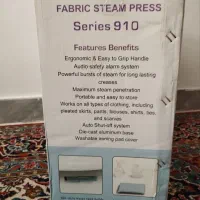 FABRIC STEAM PRESS
Series 910
Features Benefits
Ergonomic & Easy to Grip Handle
Audio safety alarm system
Powerful bursts of steam for long lasting
creases
Maximum steam penetration
Portable and easy to store
Works on all types of clothing, including
pleated skirts, pants, blouses, shirts, ties,
and scarves
Auto Shut-off system
Die-cast aluminum base
Washable ironing pad cover